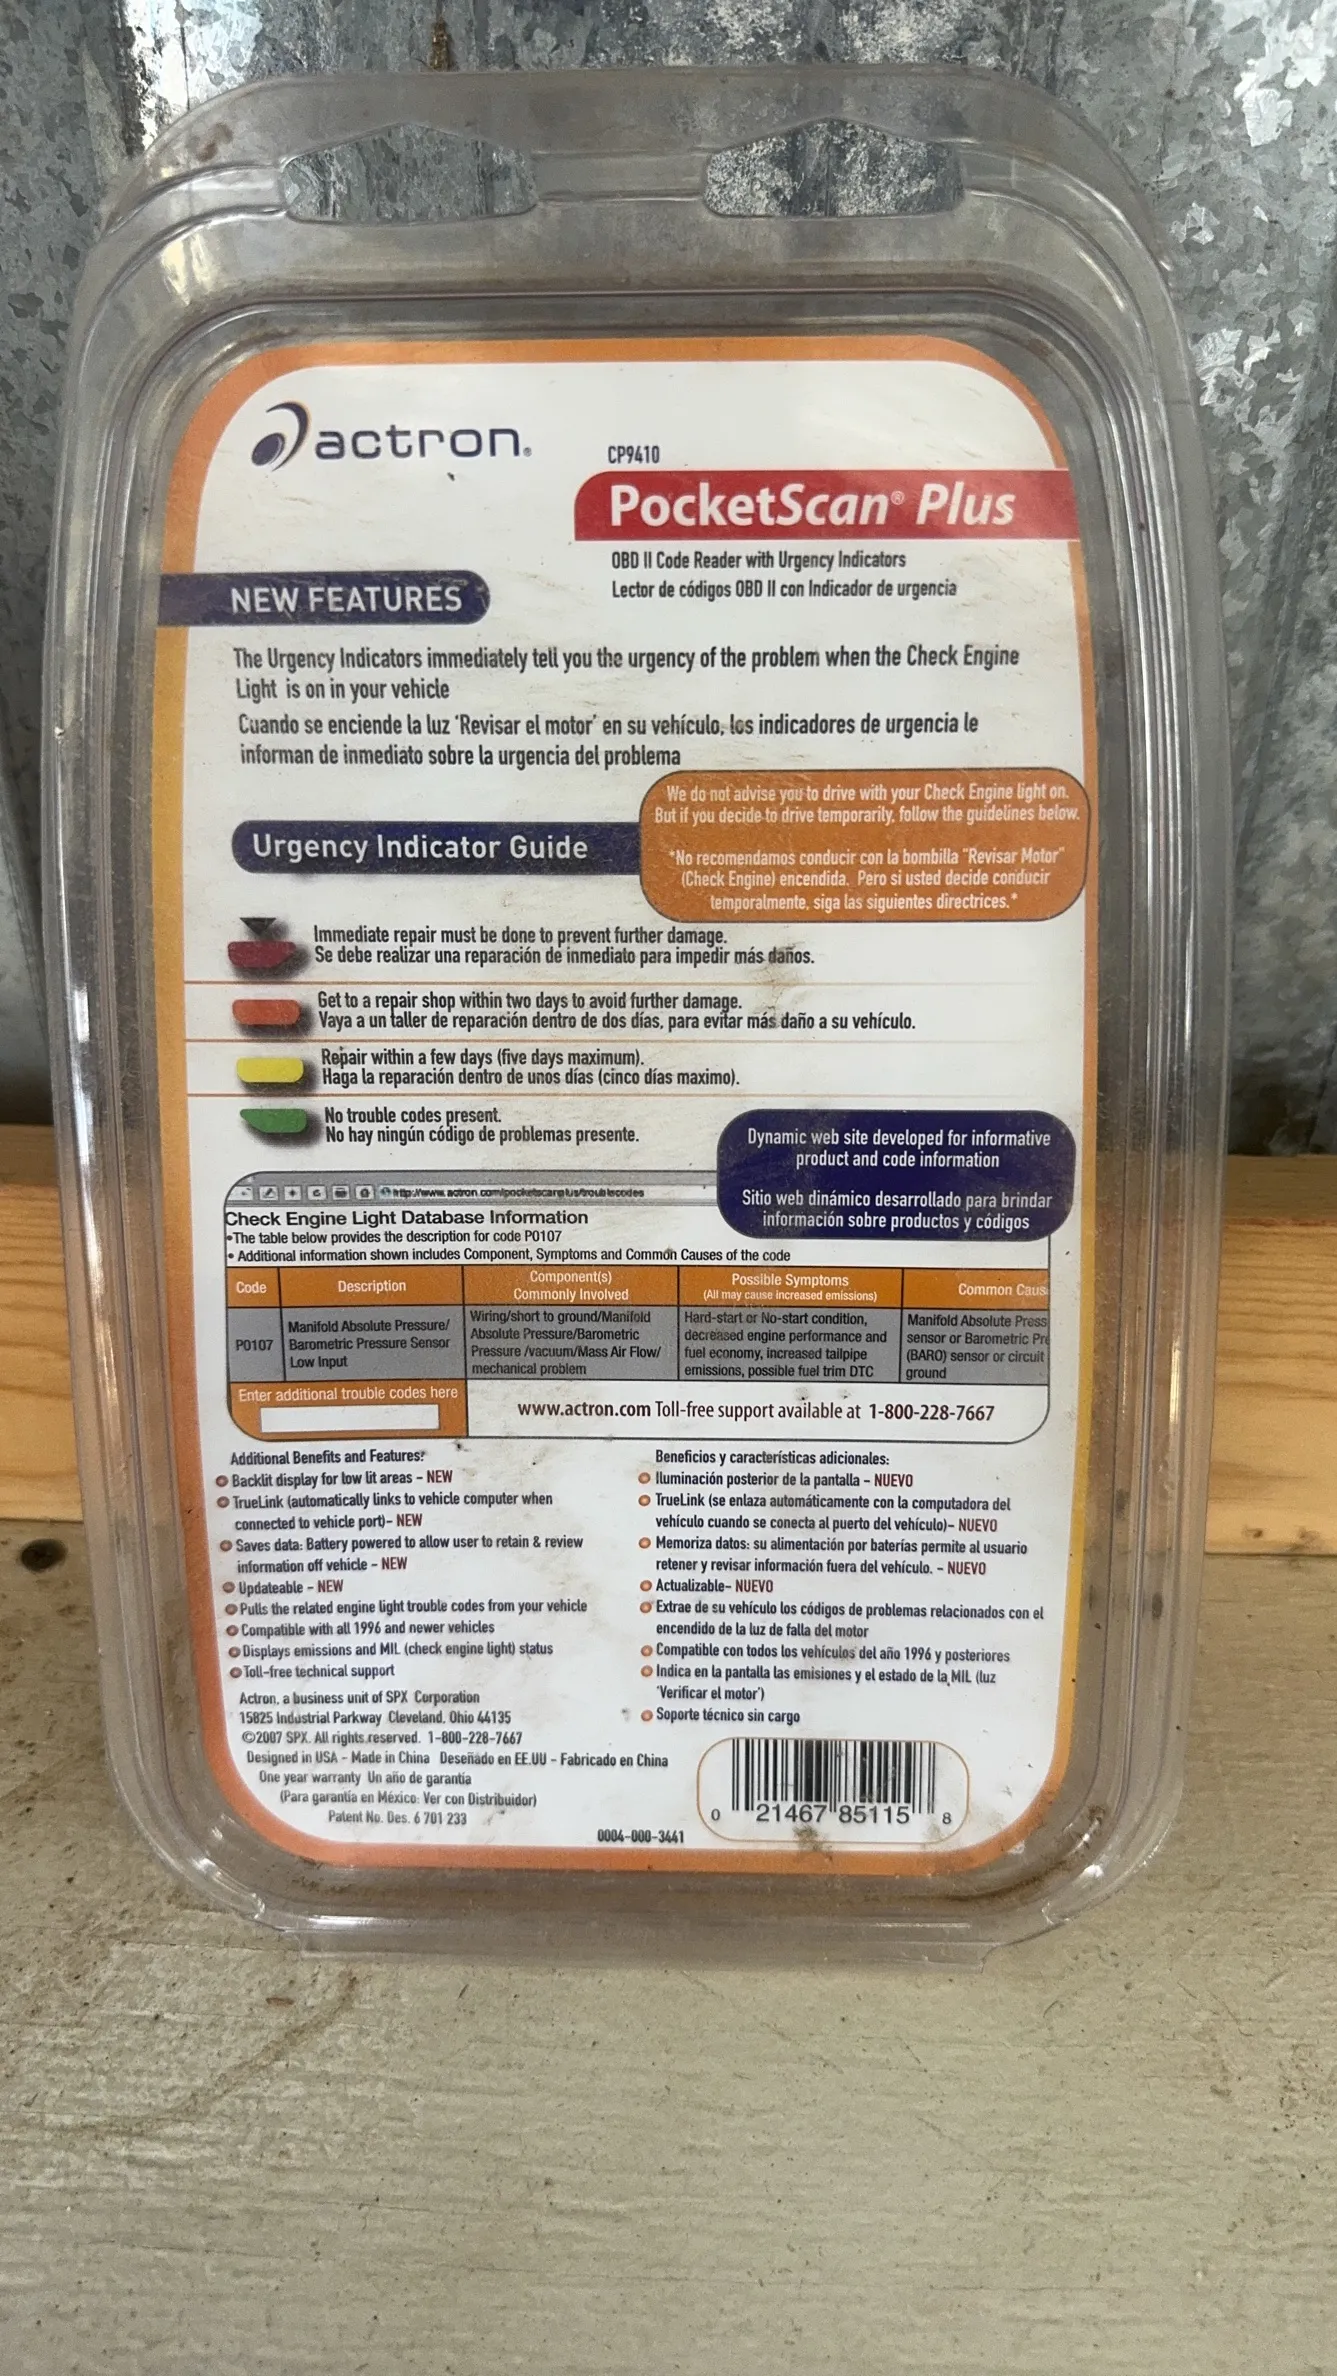 actron®
CP9410
PocketScan® Plus
OBD II Code Reader with Urgency Indicators
Lector de códigos OBD II con Indicador de urgencia
NEW FEATURES
The Urgency Indicators immediately tell you the urgency of the problem when the Check Engine
Light is on in your vehicle
Cuando se enciende la luz 'Revisar el motor' en su vehículo, los indicadores de urgencia le
informan de inmediato sobre la urgencia del problema
We do not advise you to drive with your Check Engine light on.
But if you decide to drive temporarily, follow the guidelines below.
*No recomendamos conducir con la bombilla "Revisar Motor"
(Check Engine) encendida. Pero si usted decide conducir
temporalmente, siga las siguientes directrices.*
Urgency Indicator Guide
Immediate repair must be done to prevent further damage.
Se debe realizar una reparación de inmediato para impedir más daños.
Get to a repair shop within two days to avoid further damage.
Vaya a un taller de reparación dentro de dos días, para evitar más daño a su vehículo.
Repair within a few days (five days maximum).
Haga la reparación dentro de unos días (cinco días maximo).
No trouble codes present.
No hay ningún código de problemas presente.
Dynamic web site developed for informative
product and code information
Sitio web dinámico desarrollado para brindar
información sobre productos y códigos
http://www.actron.com/pocketscanplus/troublecodes
Check Engine Light Database Information
•The table below provides the description for code P0107
• Additional information shown includes Component, Symptoms and Common Causes of the code
Code
Description
Component(s)
Commonly Involved
Possible Symptoms
(All may cause increased emissions)
Common Caus
P0107
Manifold Absolute Pressure/
Barometric Pressure Sensor
Low Input
Wiring/short to ground/Manifold
Absolute Pressure/Barometric
Pressure /vacuum/Mass Air Flow/
mechanical problem
Hard-start or No-start condition,
decreased engine performance and
fuel economy, increased tailpipe
emissions, possible fuel trim DTC
Manifold Absolute Press
sensor or Barometric Pre
(BARO) sensor or circuit
ground
Enter additional trouble codes here
www.actron.com Toll-free support available at 1-800-228-7667
Additional Benefits and Features:
Backlit display for low lit areas – NEW
TrueLink (automatically links to vehicle computer when
connected to vehicle port)– NEW
Saves data: Battery powered to allow user to retain & review
information off vehicle – NEW
Updateable – NEW
Pulls the related engine light trouble codes from your vehicle
Compatible with all 1996 and newer vehicles
Displays emissions and MIL (check engine light) status
Toll-free technical support
Beneficios y características adicionales:
Iluminación posterior de la pantalla – NUEVO
TrueLink (se enlaza automáticamente con la computadora del
vehículo cuando se conecta al puerto del vehículo)– NUEVO
Memoriza datos: su alimentación por baterías permite al usuario
retener y revisar información fuera del vehículo. – NUEVO
Actualizable– NUEVO
Extrae de su vehículo los códigos de problemas relacionados con el
encendido de la luz de falla del motor
Compatible con todos los vehículos del año 1996 y posteriores
Indica en la pantalla las emisiones y el estado de la MIL (luz
'Verificar el motor')
Soporte técnico sin cargo
Actron, a business unit of SPX Corporation
15825 Industrial Parkway Cleveland, Ohio 44135
©2007 SPX. All rights reserved. 1-800-228-7667
Designed in USA – Made in China Deseñado en EE.UU – Fabricado en China
One year warranty Un año de garantía
(Para garantía en México: Ver con Distribuidor)
Patent No. Des. 6 701 233
0004-000-3441
0 21467 85115 8